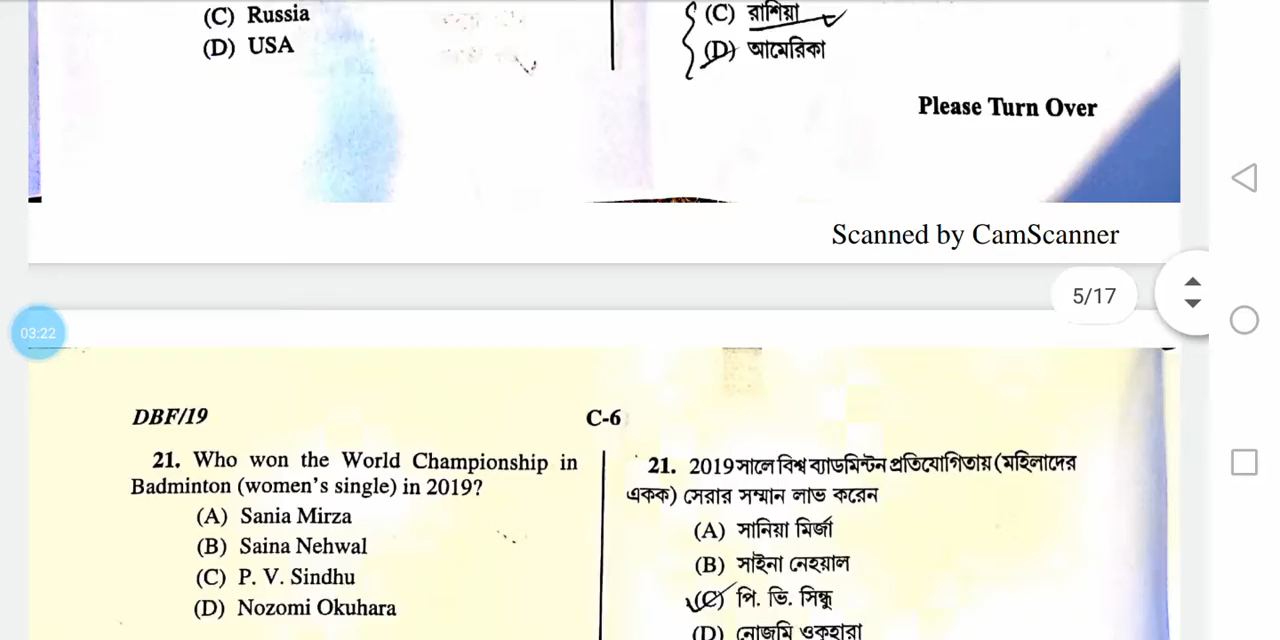 (C) Russia
(D) USA
(C) রাশিয়া
(D) আমেরিকা
Please Turn Over
Scanned by CamScanner
5/17
03:22
DBF/19
C-6
21. Who won the World Championship in
Badminton (women's single) in 2019?
(A) Sania Mirza
(B) Saina Nehwal
(C) P. V. Sindhu
(D) Nozomi Okuhara
21. 2019 সালে বিশ্ব ব্যাডমিন্টন প্রতিযোগিতায় (মহিলাদের
একক) সেরার সম্মান লাভ করেন
(A) সানিয়া মির্জা
(B) সাইনা নেহয়াল
(C) পি. ভি. সিন্ধু
(D) নোজমি ওকুহারা